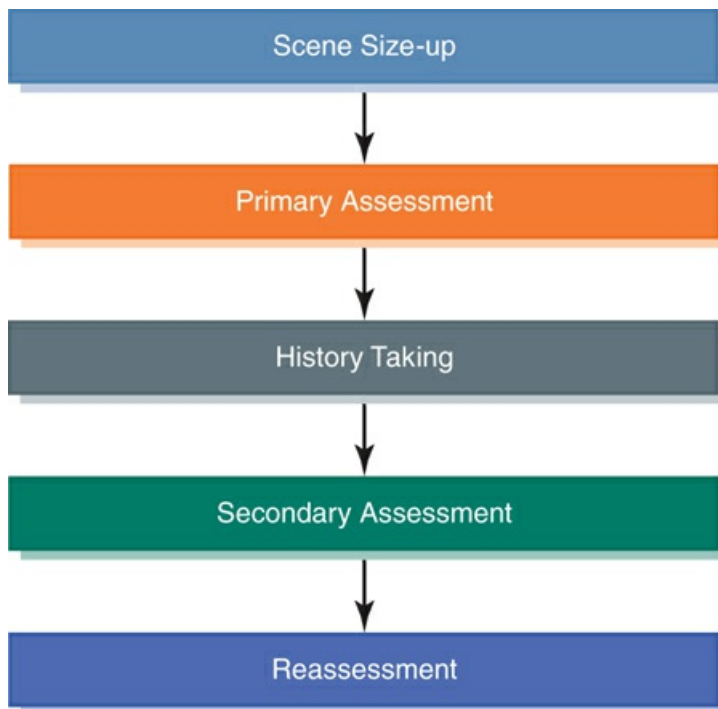 Scene Size-up
Primary Assessment
History Taking
Secondary Assessment
Reassessment